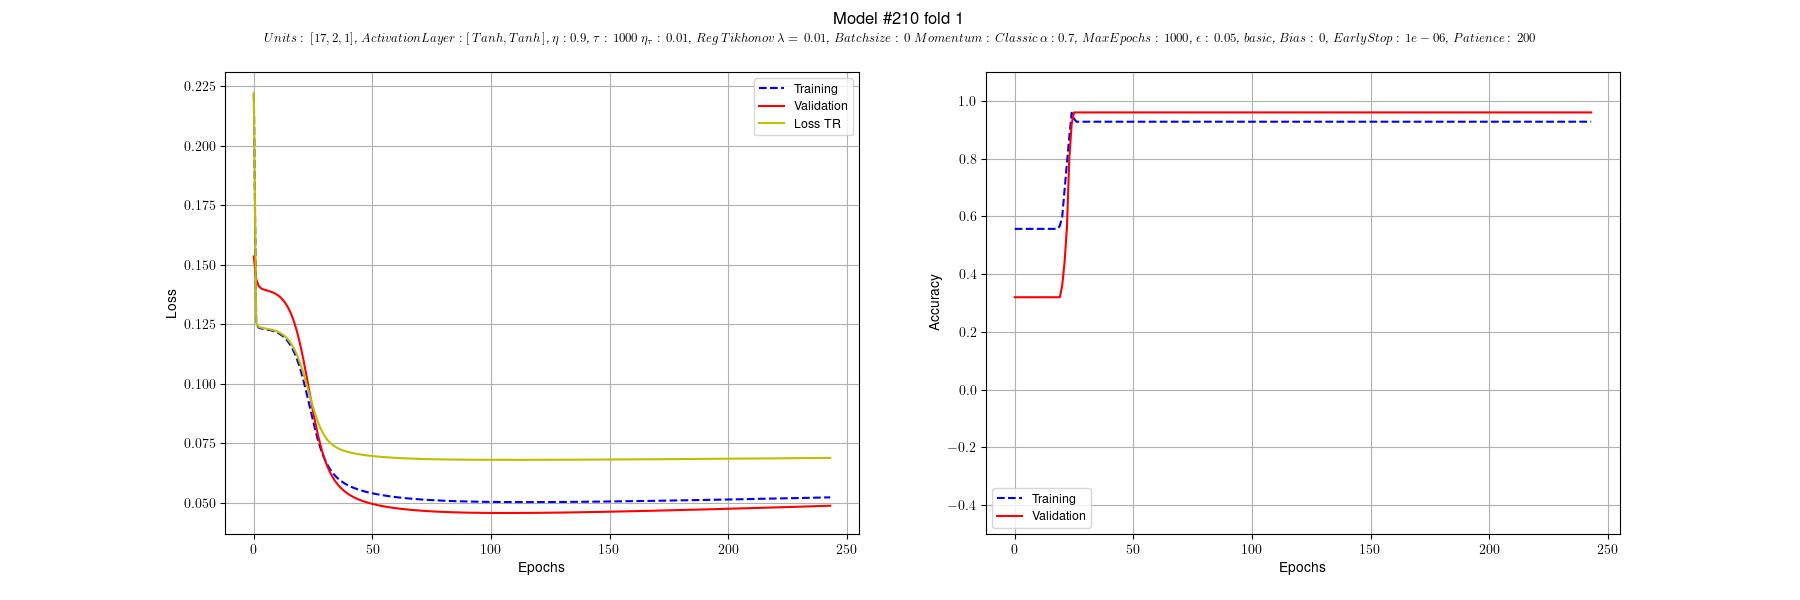 Model #210 fold 1
Units : [17, 2, 1], ActivationLayer : [Tanh, Tanh], η : 0.9, τ : 1000 η_τ : 0.01, Reg Tikhonov λ = 0.01, Batchsize : 0 Momentum : Classic α : 0.7, MaxEpochs : 1000, ϵ : 0.05, basic, Bias : 0, EarlyStop : 1e − 06, Patience : 200
0.225
0.200
0.175
0.150
0.125
0.100
0.075
0.050
Loss
0 50 100 150 200 250
Epochs
Training
Validation
Loss TR
1.0
0.8
0.6
0.4
0.2
0.0
−0.2
−0.4
Accuracy
0 50 100 150 200 250
Epochs
Training
Validation